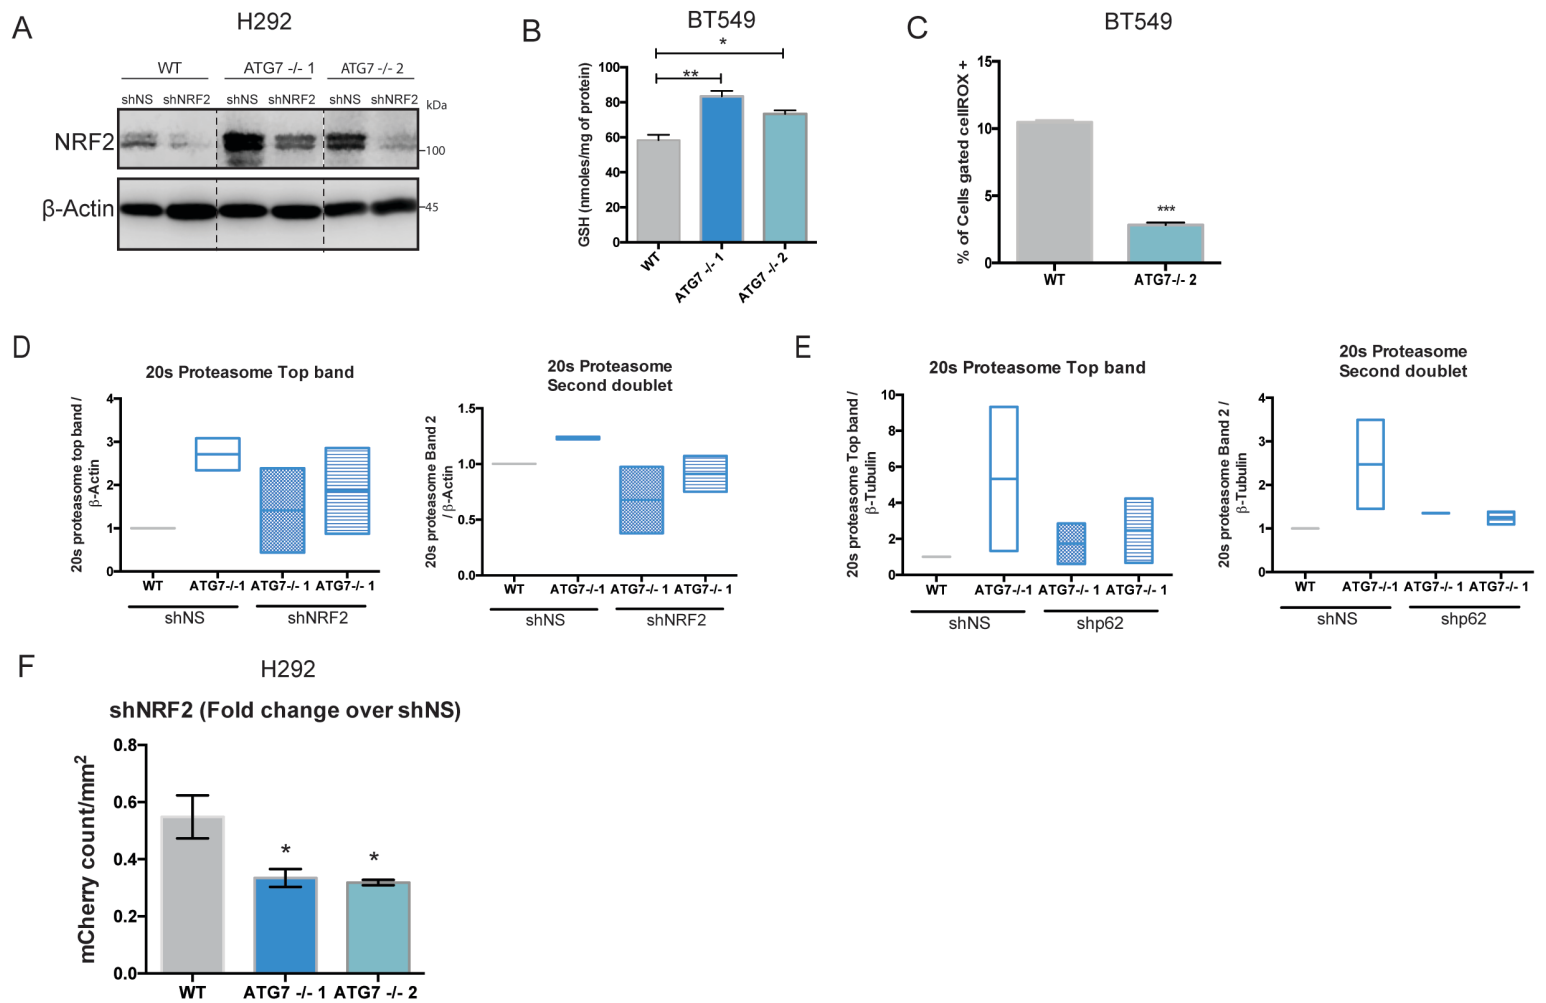 A
H292
WT
ATG7 -/- 1
ATG7 -/- 2
shNS
shNRF2
shNS
shNRF2
shNS
shNRF2
kDa
NRF2
100
β-Actin
45
B
BT549
*
**
GSH (nmoles/mg of protein)
100
80
60
40
20
0
WT
ATG7 -/- 1
ATG7 -/- 2
C
BT549
% of Cells gated cellROX +
15
10
5
0
***
WT
ATG7-/- 2
D
20s Proteasome Top band
20s proteasome top band /
β-Actin
4
3
2
1
0
WT
ATG7-/-1
ATG7-/- 1
ATG7-/- 1
shNS
shNRF2
20s Proteasome
Second doublet
20s proteasome Band 2
/ β-Actin
1.5
1.0
0.5
0.0
WT
ATG7-/-1
ATG7-/- 1
ATG7-/- 1
shNS
shNRF2
E
20s Proteasome Top band
20s proteasome Top band /
β-Tubulin
10
8
6
4
2
0
WT
ATG7-/-1
ATG7-/- 1
ATG7-/- 1
shNS
shp62
20s Proteasome
Second doublet
20s proteasome Band 2 /
β-Tubulin
4
3
2
1
0
WT
ATG7-/-1
ATG7-/- 1
ATG7-/- 1
shNS
shp62
F
H292
shNRF2 (Fold change over shNS)
mCherry count/mm2
0.8
0.6
0.4
0.2
0.0
*
*
WT
ATG7 -/- 1
ATG7 -/- 2